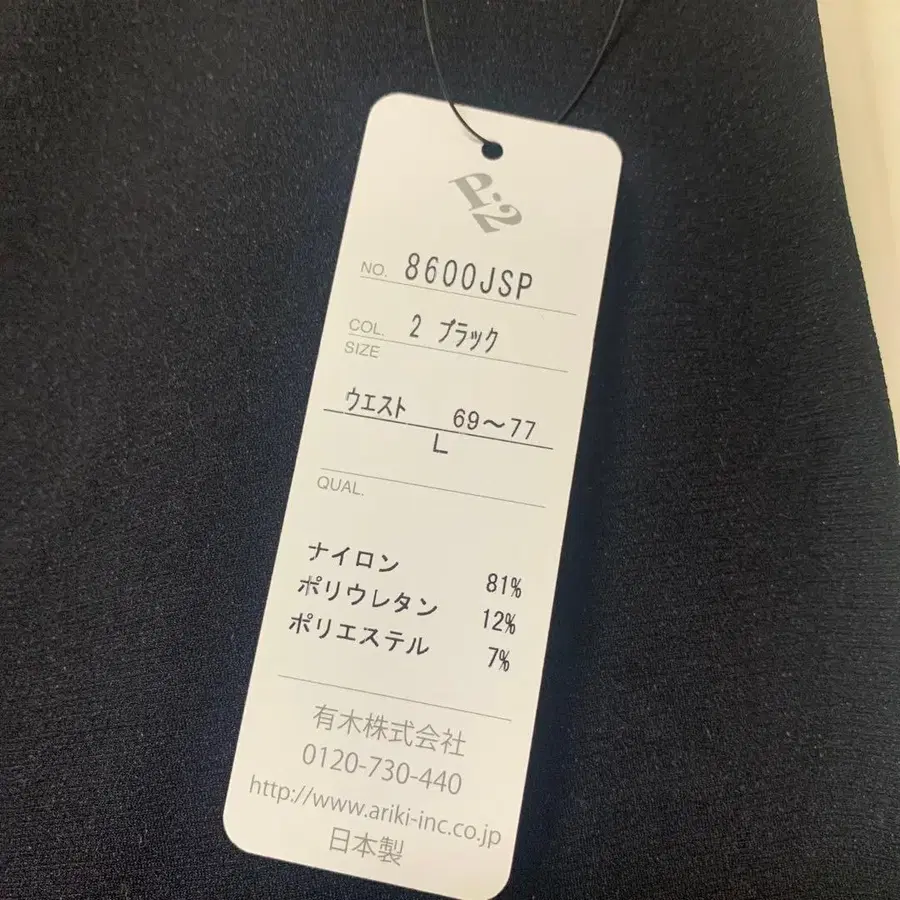 P.2
NO. 8600JSP
COL. 2 ブラック
SIZE
ウエスト 69～77
L
QUAL.
ナイロン 81%
ポリウレタン 12%
ポリエステル 7%
有木株式会社
0120-730-440
http://www.ariki-inc.co.jp
日本製